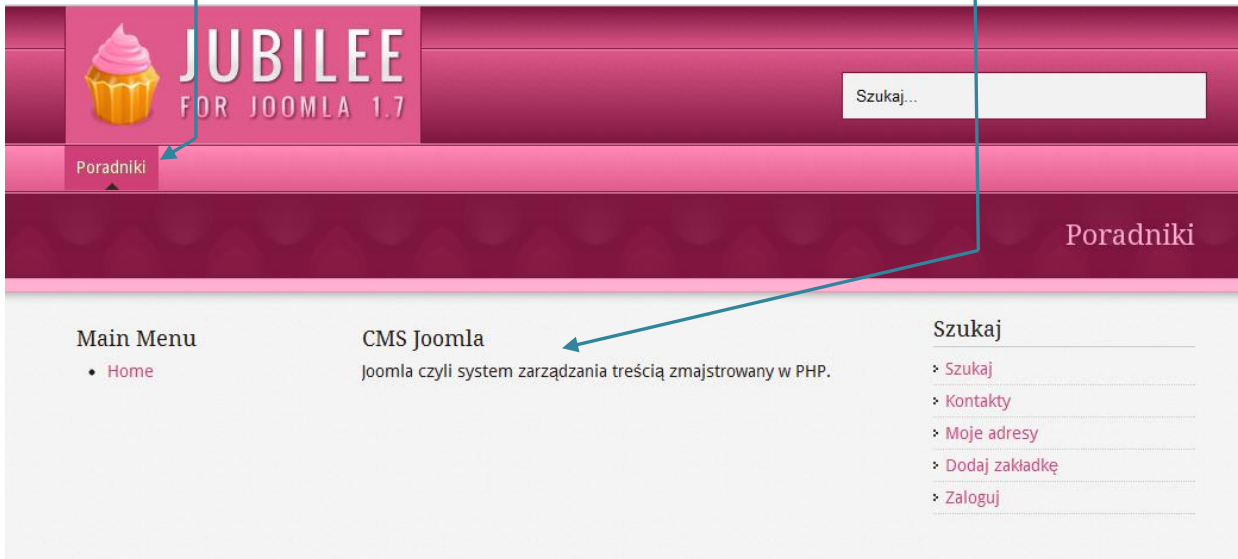 JUBILEE
FOR JOOMLA 1.7
Szukaj...
Poradniki
Poradniki
Main Menu
Home
CMS Joomla
Joomla czyli system zarządzania treścią zmajstrowany w PHP.
Szukaj
Szukaj
Kontakty
Moje adresy
Dodaj zakładkę
Zaloguj